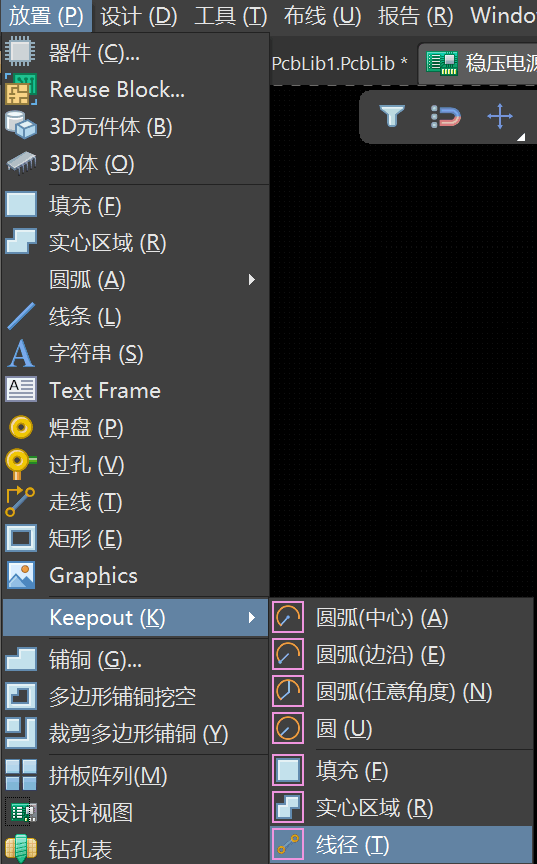 放置 (P) 设计 (D) 工具 (T) 布线 (U) 报告 (R) Windo
PcbLib1.PcbLib * 稳压电源
器件 (C)...
Reuse Block...
3D元件体 (B)
3D体 (O)
填充 (F)
实心区域 (R)
圆弧 (A)
线条 (L)
字符串 (S)
Text Frame
焊盘 (P)
过孔 (V)
走线 (T)
矩形 (E)
Graphics
Keepout (K)
铺铜 (G)...
多边形铺铜挖空
裁剪多边形铺铜 (Y)
拼板阵列(M)
设计视图
钻孔表
圆弧(中心) (A)
圆弧(边沿) (E)
圆弧(任意角度) (N)
圆 (U)
填充 (F)
实心区域 (R)
线径 (T)